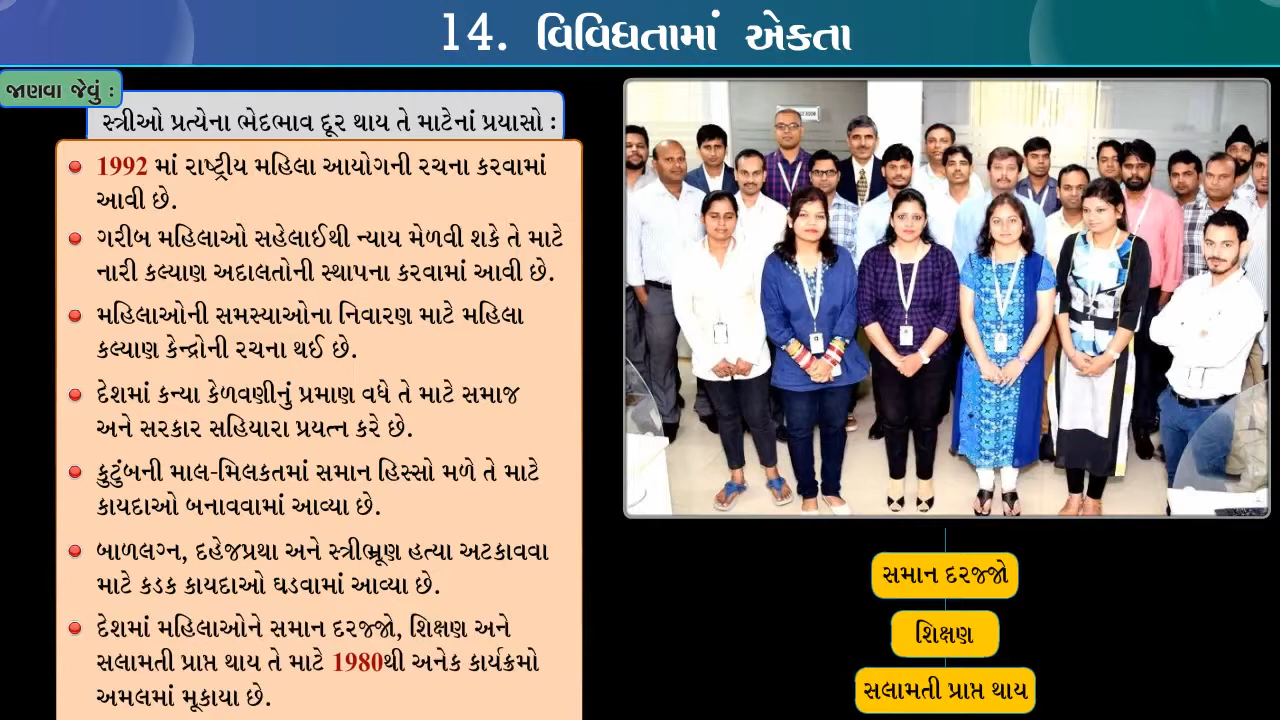 14. વિવિધતામાં એકતા
જાણવા જેવું :
સ્ત્રીઓ પ્રત્યેના ભેદભાવ દૂર થાય તે માટેનાં પ્રયાસો :
1992 માં રાષ્ટ્રીય મહિલા આયોગની રચના કરવામાં
આવી છે.
ગરીબ મહિલાઓ સહેલાઈથી ન્યાય મેળવી શકે તે માટે
નારી કલ્યાણ અદાલતોની સ્થાપના કરવામાં આવી છે.
મહિલાઓની સમસ્યાઓના નિવારણ માટે મહિલા
કલ્યાણ કેન્દ્રોની રચના થઈ છે.
દેશમાં કન્યા કેળવણીનું પ્રમાણ વધે તે માટે સમાજ
અને સરકાર સહિયારા પ્રયત્ન કરે છે.
કુટુંબની માલ-મિલકતમાં સમાન હિસ્સો મળે તે માટે
કાયદાઓ બનાવવામાં આવ્યા છે.
બાળલગ્ન, દહેજપ્રથા અને સ્ત્રીભ્રૂણ હત્યા અટકાવવા
માટે કડક કાયદાઓ ઘડવામાં આવ્યા છે.
દેશમાં મહિલાઓને સમાન દરજ્જો, શિક્ષણ અને
સલામતી પ્રાપ્ત થાય તે માટે 1980થી અનેક કાર્યક્રમો
અમલમાં મૂકાયા છે.
સમાન દરજ્જો
શિક્ષણ
સલામતી પ્રાપ્ત થાય